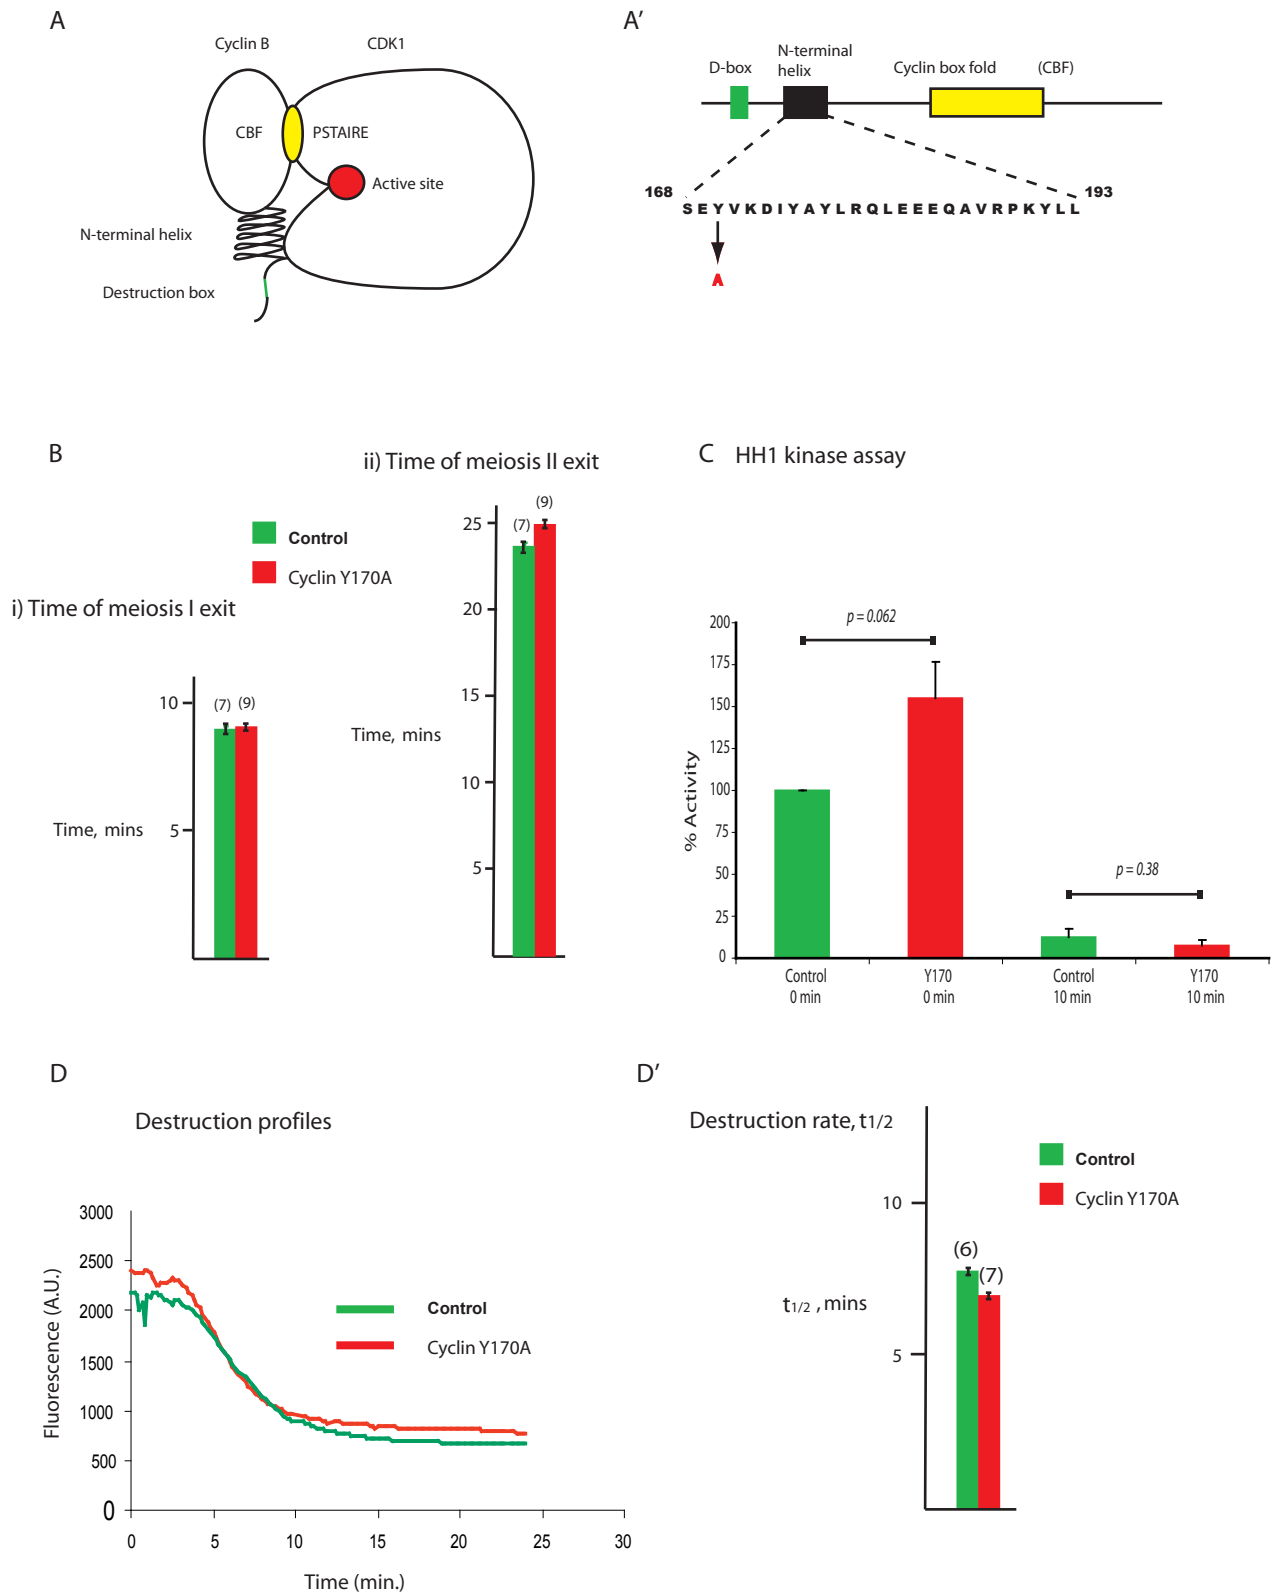 A
Cyclin B
CDK1
CBF
PSTAIRE
Active site
N-terminal helix
Destruction box
A'
D-box
N-terminal
helix
Cyclin box fold
(CBF)
168
193
S E Y V K D I Y A Y L R Q L E E E Q A V R P K Y L L
A
B
ii) Time of meiosis II exit
Control
Cyclin Y170A
i) Time of meiosis I exit
10
5
(7)
(9)
Time, mins
25
20
15
10
5
(7)
(9)
Time, mins
C
HH1 kinase assay
% Activity
200
175
150
125
100
75
50
25
0
p = 0.062
p = 0.38
Control
0 min
Y170
0 min
Control
10 min
Y170
10 min
D
Destruction profiles
Fluorescence (A.U.)
3000
2500
2000
1500
1000
500
0
Control
Cyclin Y170A
0
5
10
15
20
25
30
Time (min.)
D'
Destruction rate, t1/2
Control
Cyclin Y170A
10
5
(6)
(7)
t1/2 , mins